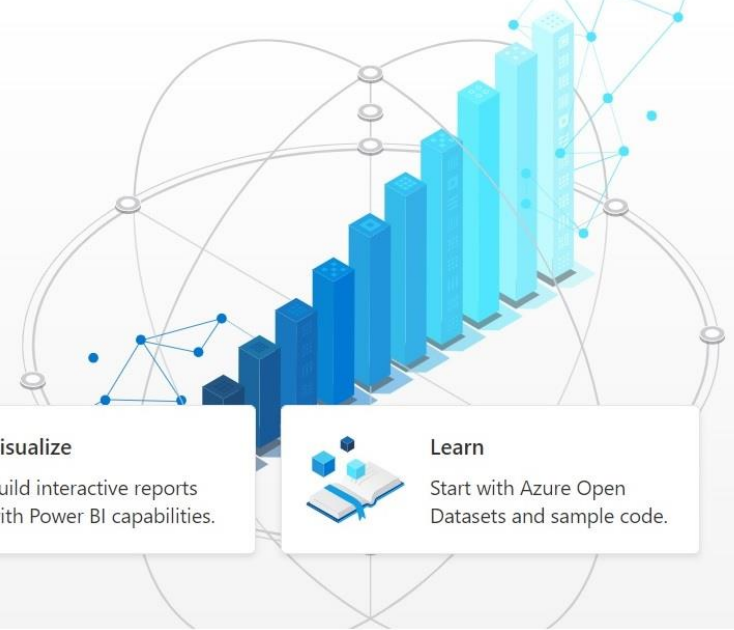 isualize
uild interactive reports
ith Power BI capabilities.
Learn
Start with Azure Open
Datasets and sample code.